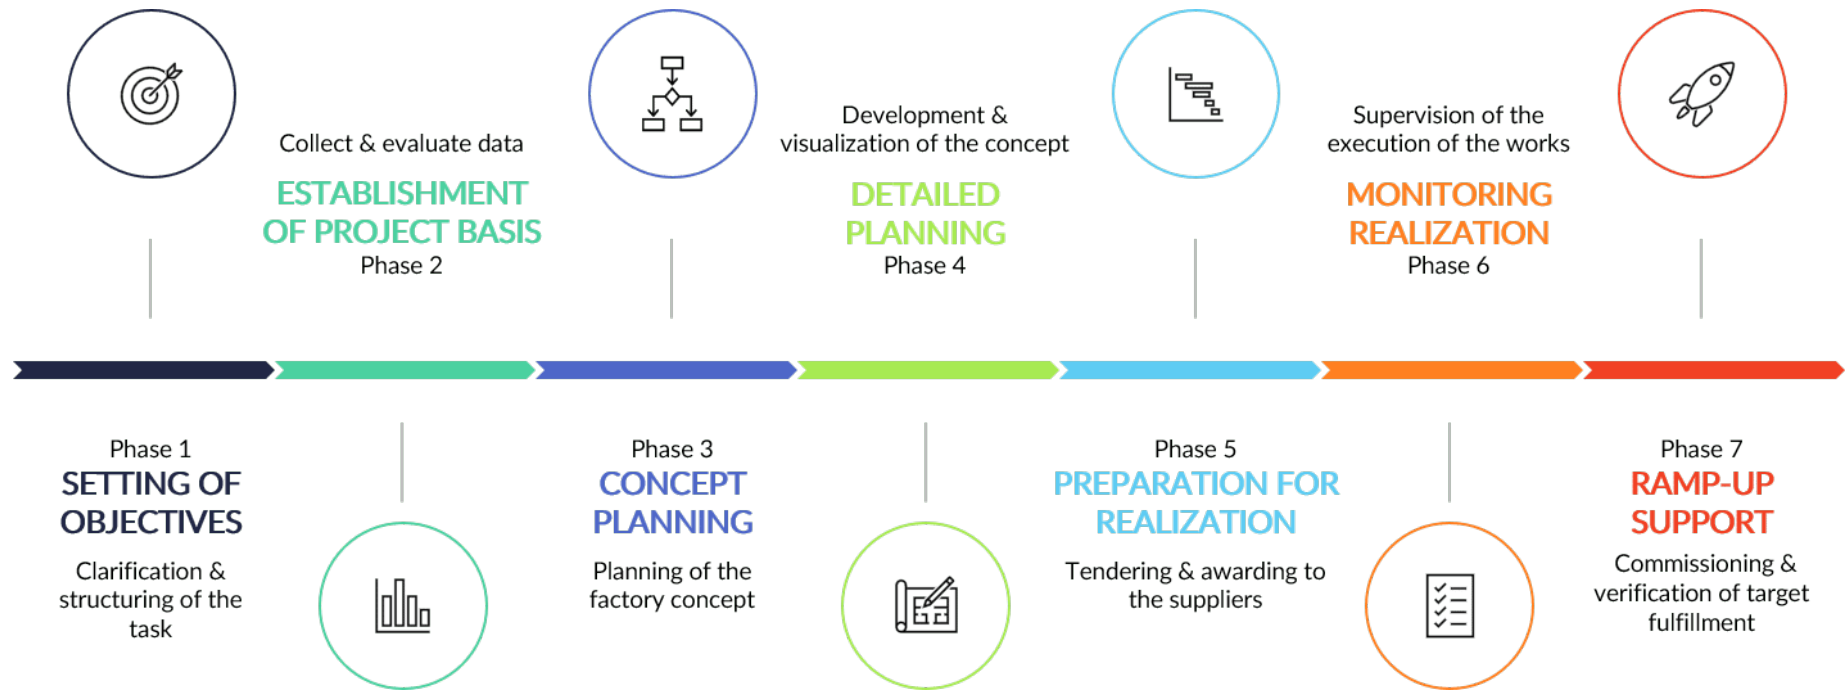 Phase 1
SETTING OF
OBJECTIVES
Clarification &
structuring of the
task
Collect & evaluate data
ESTABLISHMENT
OF PROJECT BASIS
Phase 2
Phase 3
CONCEPT
PLANNING
Planning of the
factory concept
Development &
visualization of the concept
DETAILED
PLANNING
Phase 4
Phase 5
PREPARATION FOR
REALIZATION
Tendering & awarding to
the suppliers
Supervision of the
execution of the works
MONITORING
REALIZATION
Phase 6
Phase 7
RAMP-UP
SUPPORT
Commissioning &
verification of target
fulfillment